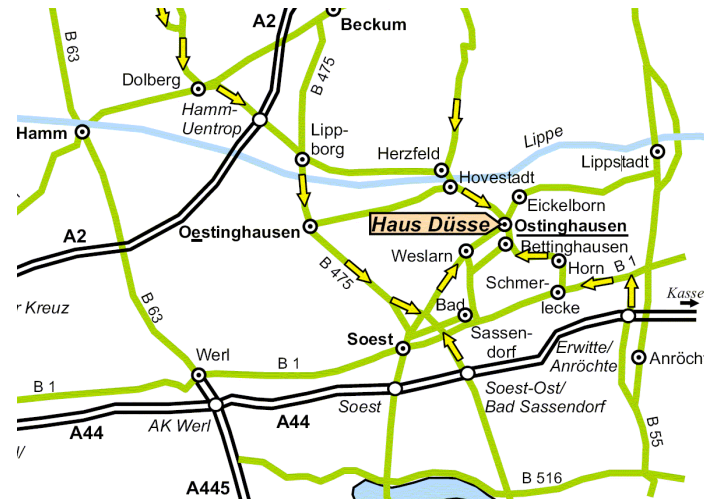 A2
Beckum
B 63
B 475
Dolberg
Hamm-
Uentrop
Hamm
Lipp-
borg
Lippe
Herzfeld
Lippstadt
Hovestadt
Eickelborn
Haus Düsse
Ostinghausen
Oestinghausen
A2
Bettinghausen
Weslarn
Horn
B 1
B 475
Schmer-
lecke
Kasse
r Kreuz
B 63
Bad
Sassen-
dorf
Soest
Erwitte/
Anröchte
Anröcht
Werl
B 1
B 1
Soest-Ost/
Bad Sassendorf
Soest
A44
AK Werl
A44
B 55
l/
A445
B 516